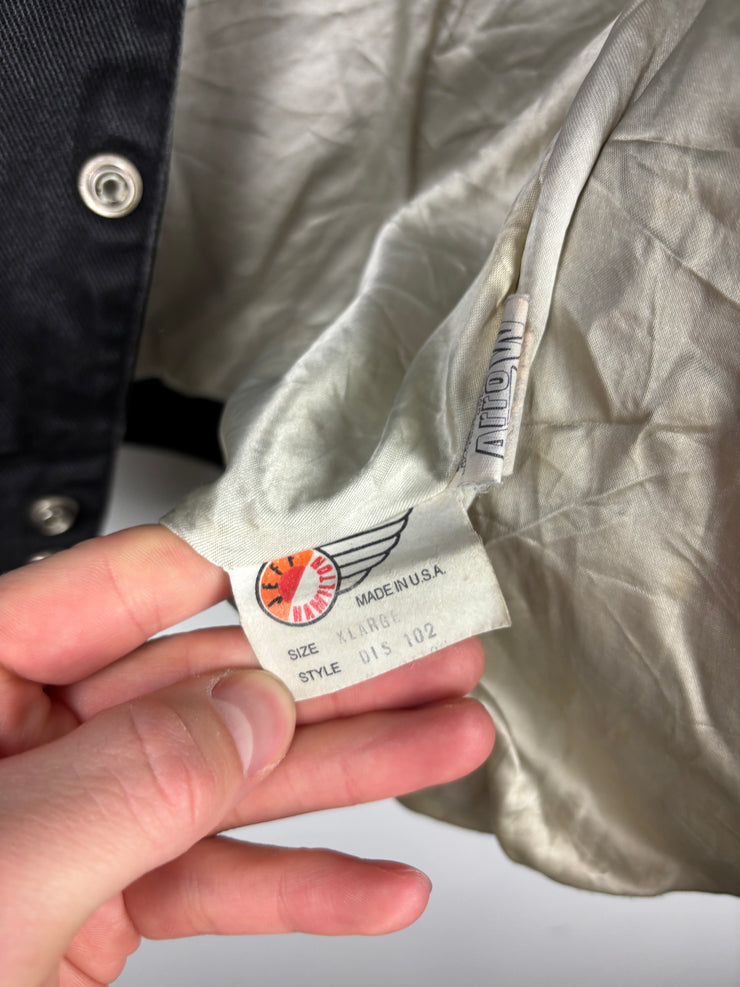 JEFF
HAMILTON
MADE IN U.S.A.
SIZE XLARGE
STYLE DIS 102